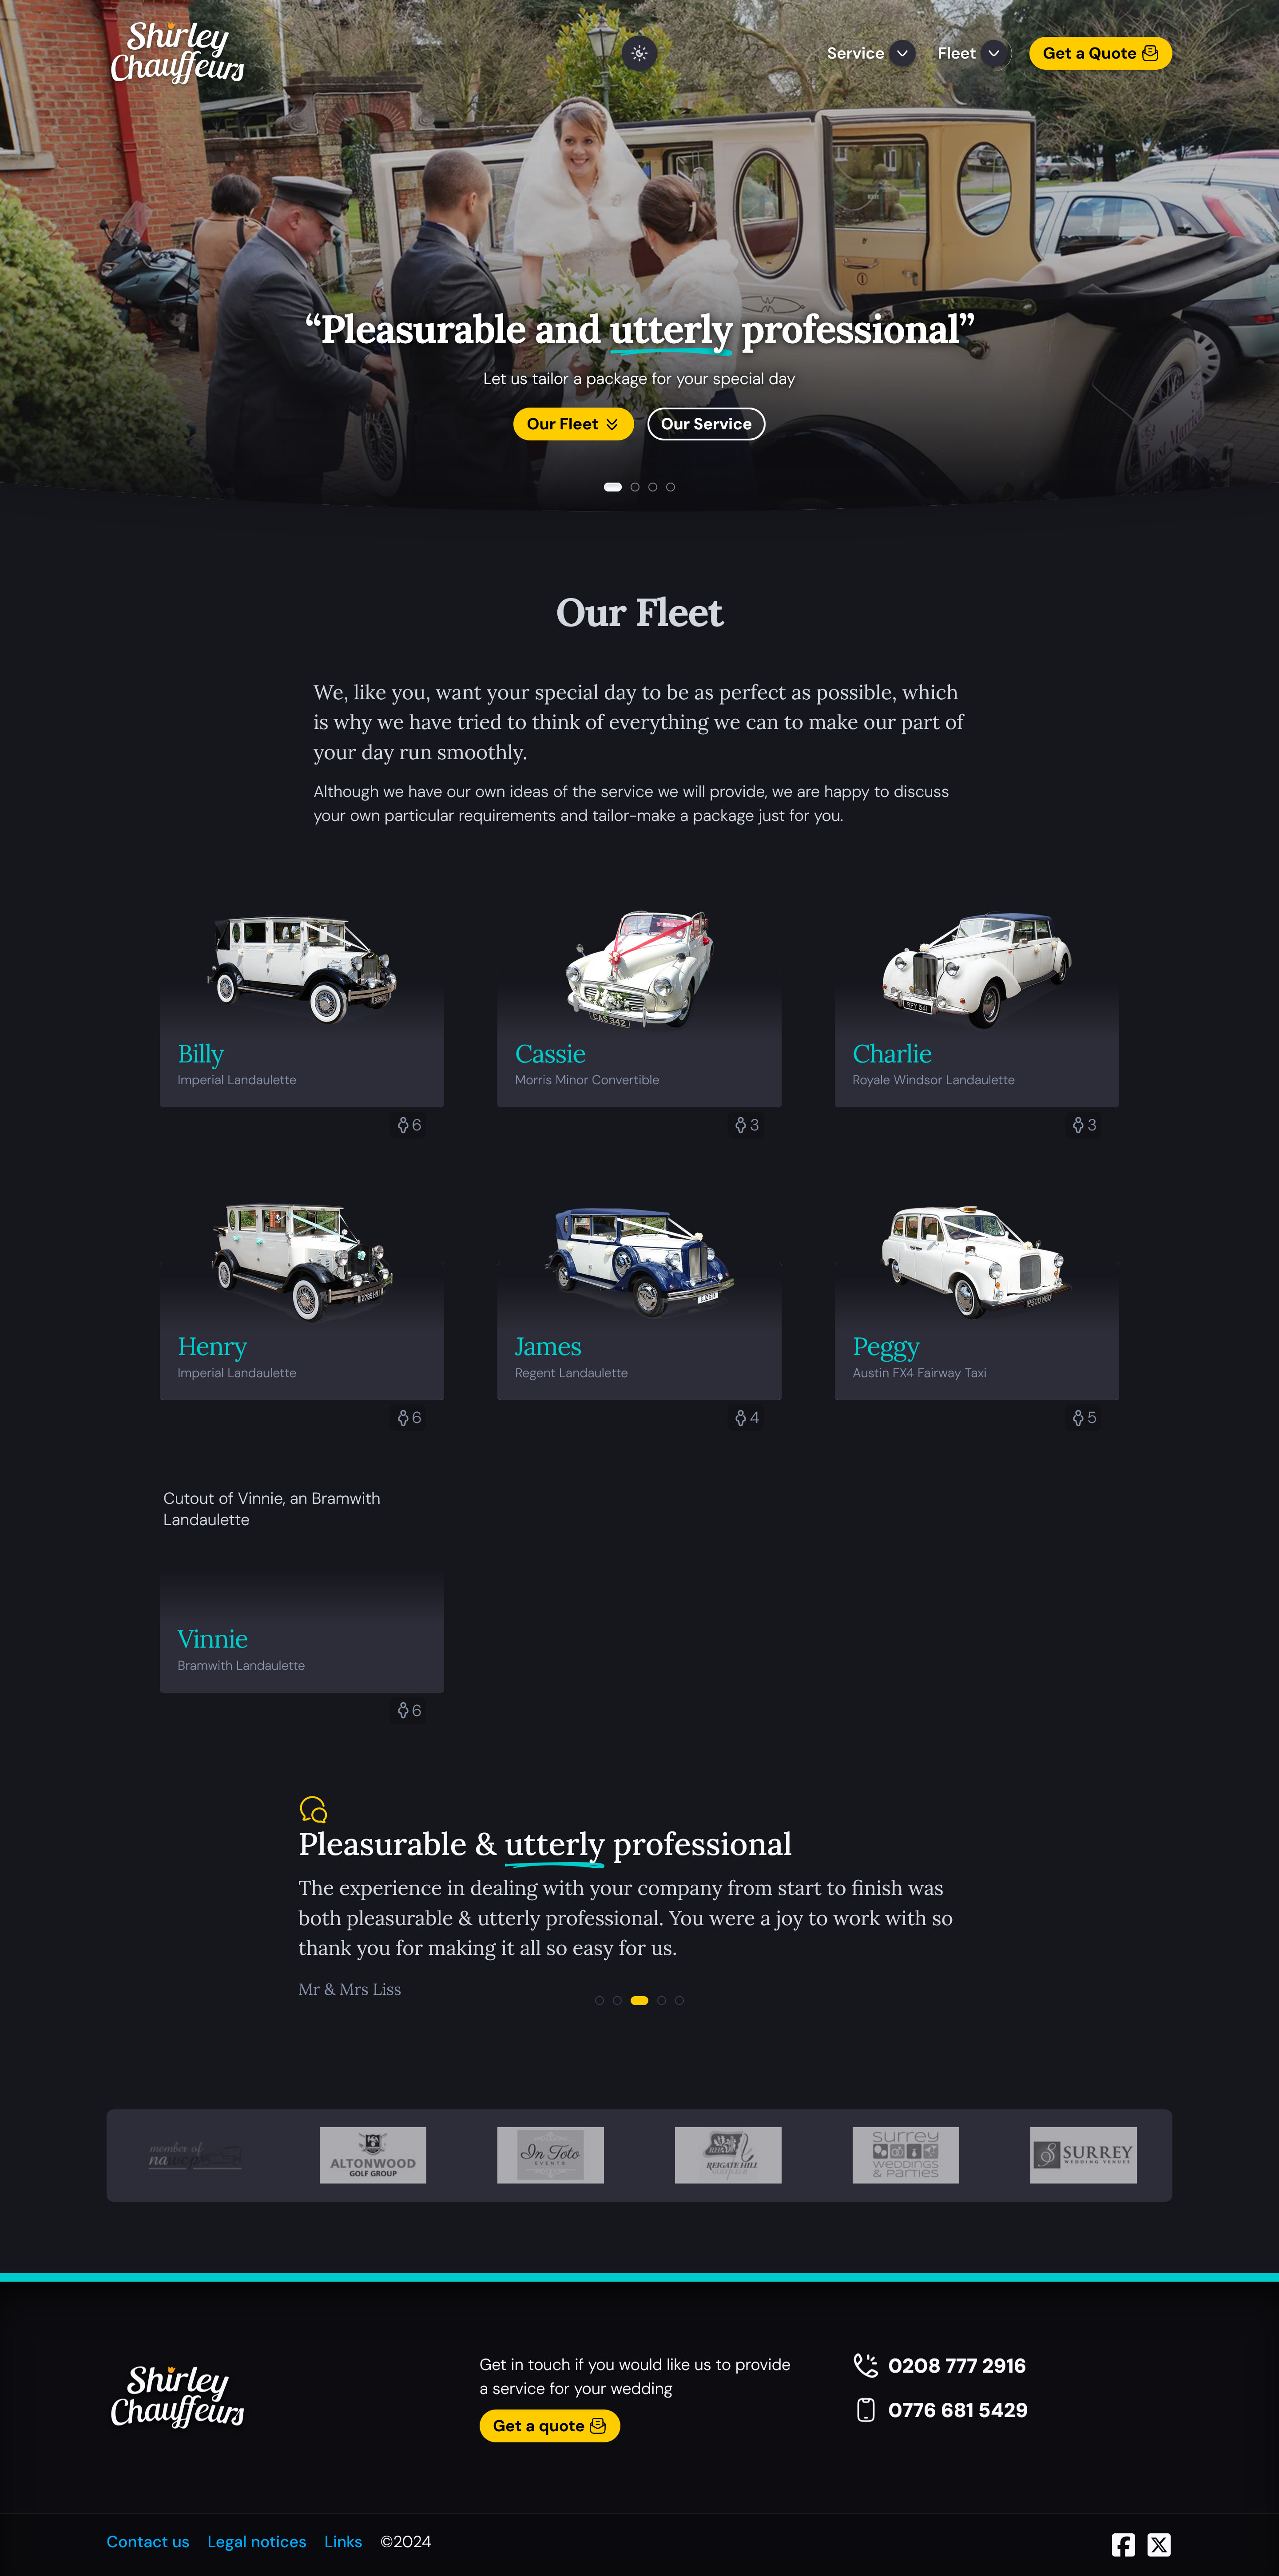 Shirley
Chauffeurs
Service
Fleet
Get a Quote
“Pleasurable and utterly professional”
Let us tailor a package for your special day
Our Fleet
Our Service
Our Fleet
We, like you, want your special day to be as perfect as possible, which
is why we have tried to think of everything we can to make our part of
your day run smoothly.
Although we have our own ideas of the service we will provide, we are happy to discuss
your own particular requirements and tailor-make a package just for you.
CAS 342
Billy
Imperial Landaulette
6
Cassie
Morris Minor Convertible
3
Charlie
Royale Windsor Landaulette
3
Henry
Imperial Landaulette
6
James
Regent Landaulette
4
Peggy
Austin FX4 Fairway Taxi
5
Cutout of Vinnie, an Bramwith
Landaulette
Vinnie
Bramwith Landaulette
6
Pleasurable & utterly professional
The experience in dealing with your company from start to finish was
both pleasurable & utterly professional. You were a joy to work with so
thank you for making it all so easy for us.
Mr & Mrs Liss
member of
nawcp
ALTONWOOD
GOLF GROUP
In Toto
EVENTS
REIGATE HILL
surrey
weddings
& parties
SURREY
WEDDING VENUES
Shirley
Chauffeurs
Get in touch if you would like us to provide
a service for your wedding
Get a quote
0208 777 2916
0776 681 5429
Contact us
Legal notices
Links
©2024